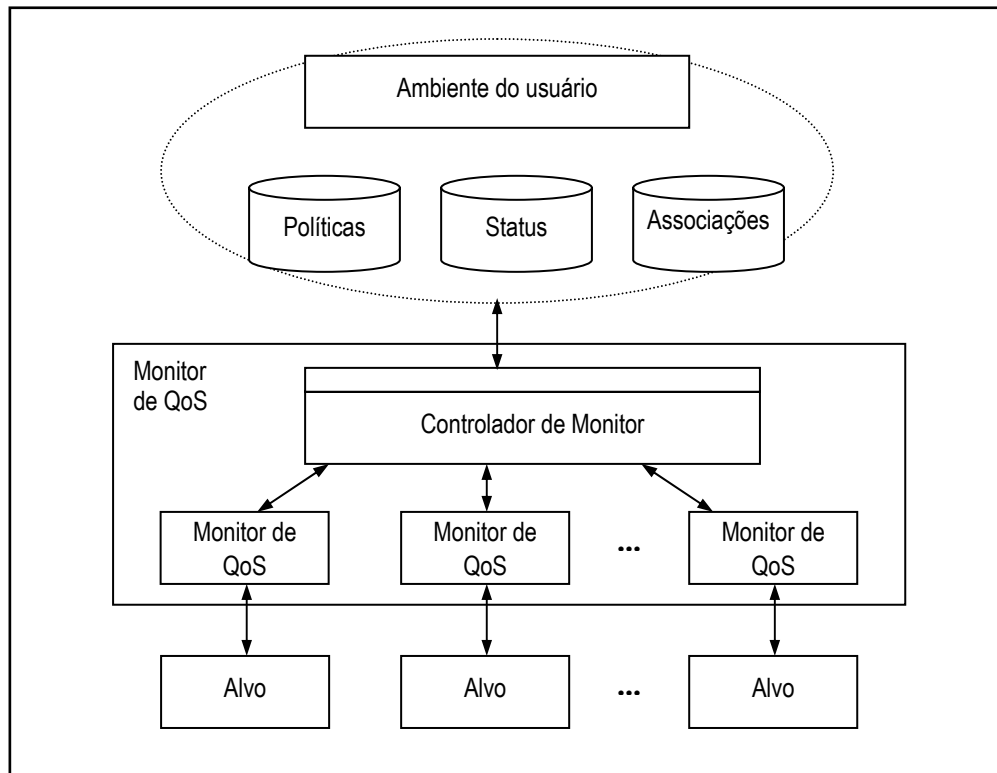 Ambiente do usuário
Políticas
Status
Associações
Monitor
de QoS
Controlador de Monitor
Monitor de
QoS
Monitor de
QoS
...
Monitor de
QoS
Alvo
Alvo
...
Alvo